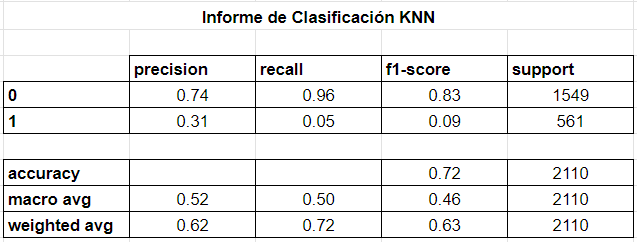 Informe de Clasificación KNN
precision recall f1-score support
0 0.74 0.96 0.83 1549
1 0.31 0.05 0.09 561
accuracy 0.72 2110
macro avg 0.52 0.50 0.46 2110
weighted avg 0.62 0.72 0.63 2110